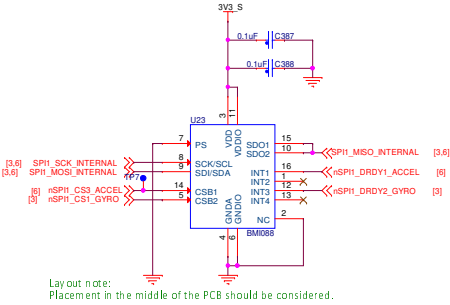 3V3_S
0.1uF C387
0.1uF C388
U23
3 11
VDD VDDIO
7 PS
SDO1 15
SDO2 10
SPI1_MISO_INTERNAL [3,6]
[3,6] SPI1_SCK_INTERNAL 8 SCK/SCL
[3,6] SPI1_MOSI_INTERNAL 9 SDI/SDA
TP7
INT1 16 nSPI1_DRDY1_ACCEL [6]
INT2 1
[6] nSPI1_CS3_ACCEL 14 CSB1
INT3 12 nSPI1_DRDY2_GYRO [3]
[3] nSPI1_CS1_GYRO 5 CSB2
INT4 13
GNDA GNDIO
NC 2
4 6
BMI088
Layout note:
Placement in the middle of the PCB should be considered.